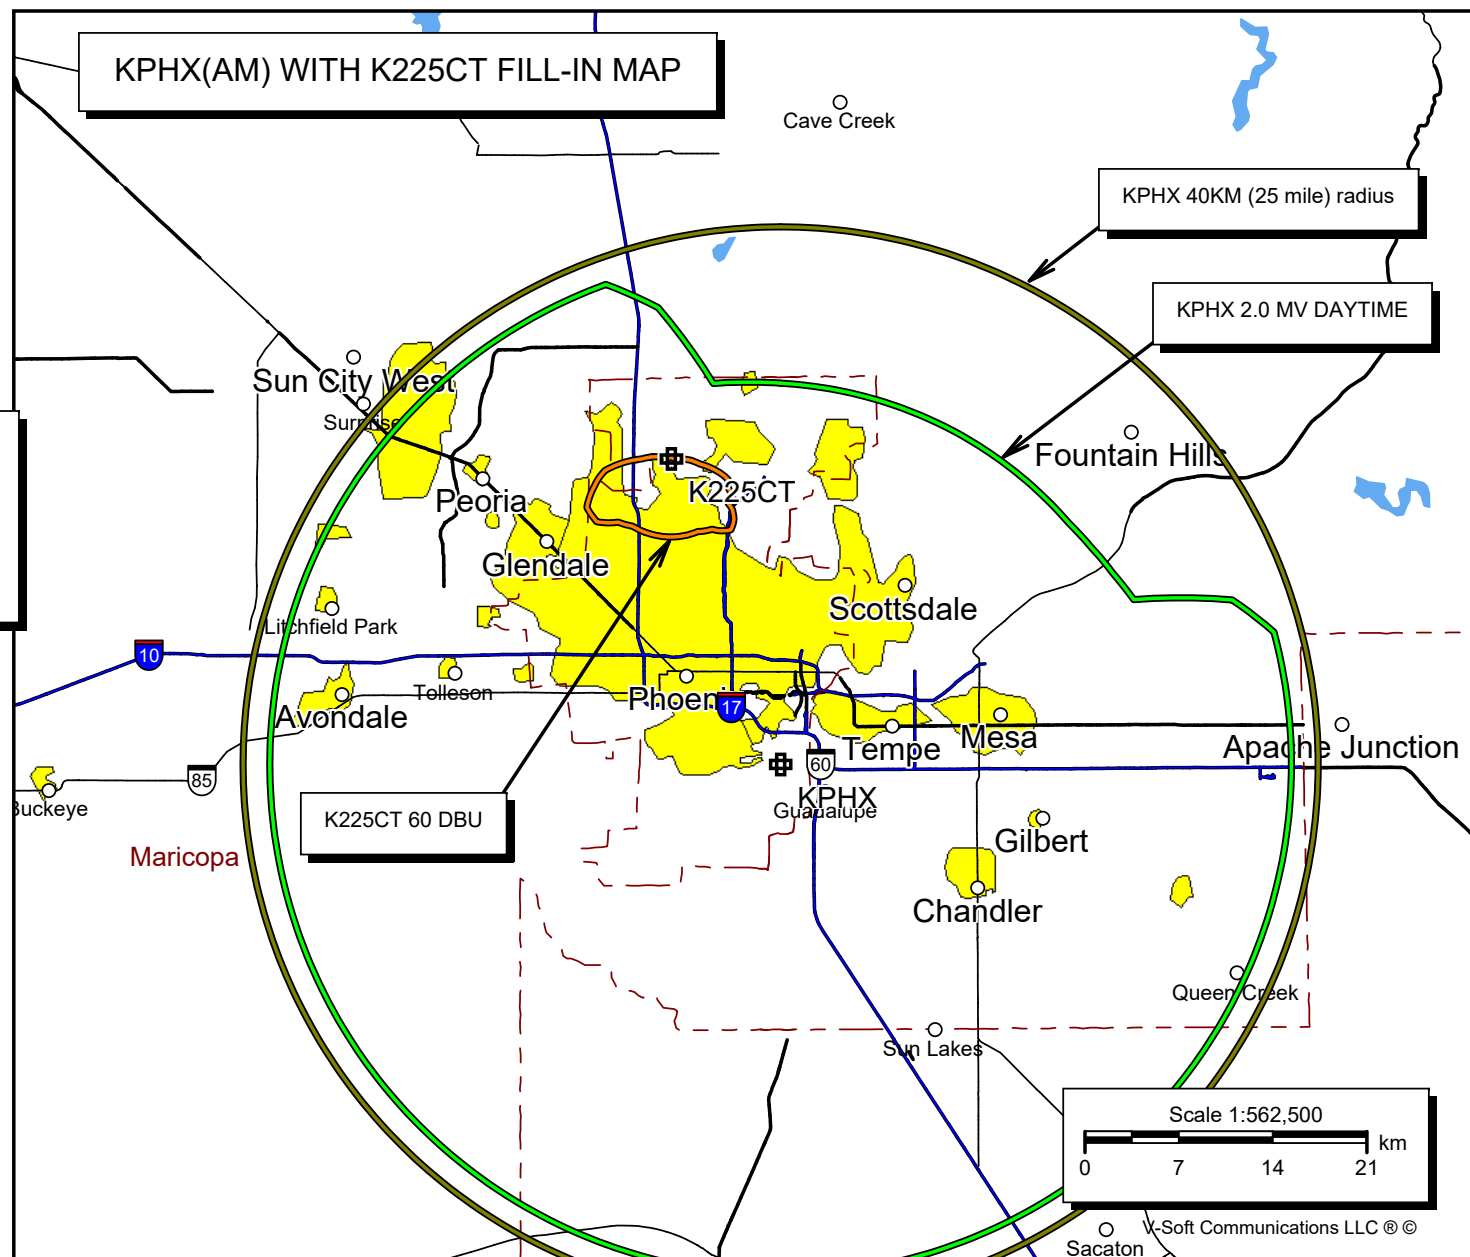 KPHX(AM) WITH K225CT FILL-IN MAP
Cave Creek
KPHX 40KM (25 mile) radius
KPHX 2.0 MV DAYTIME
Sun City West
Surprise
Fountain Hills
Peoria
K225CT
Glendale
Scottsdale
Litchfield Park
10
Tolleson
Phoeni
17
Avondale
Tempe
Mesa
Apache Junction
60
85
Buckeye
KPHX
Guadalupe
K225CT 60 DBU
Gilbert
Maricopa
Chandler
Queen Creek
Sun Lakes
Scale 1:562,500
km
0 7 14 21
V-Soft Communications LLC ® ©
Sacaton